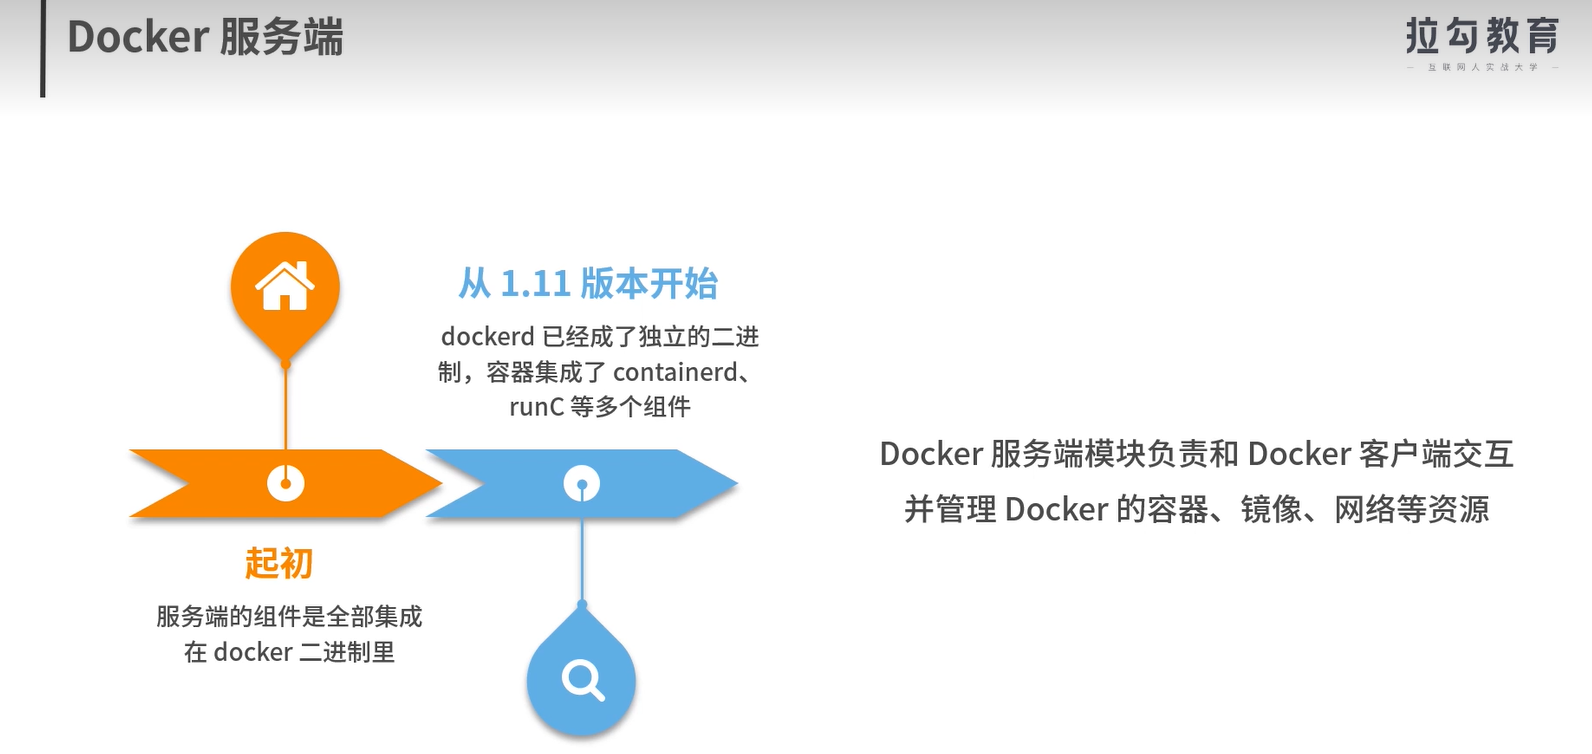 Docker 服务端
拉勾教育
— 互联网人实战大学 —
从 1.11 版本开始
dockerd 已经成了独立的二进
制，容器集成了 containerd、
runC 等多个组件
起初
服务端的组件是全部集成
在 docker 二进制里
Docker 服务端模块负责和 Docker 客户端交互
并管理 Docker 的容器、镜像、网络等资源